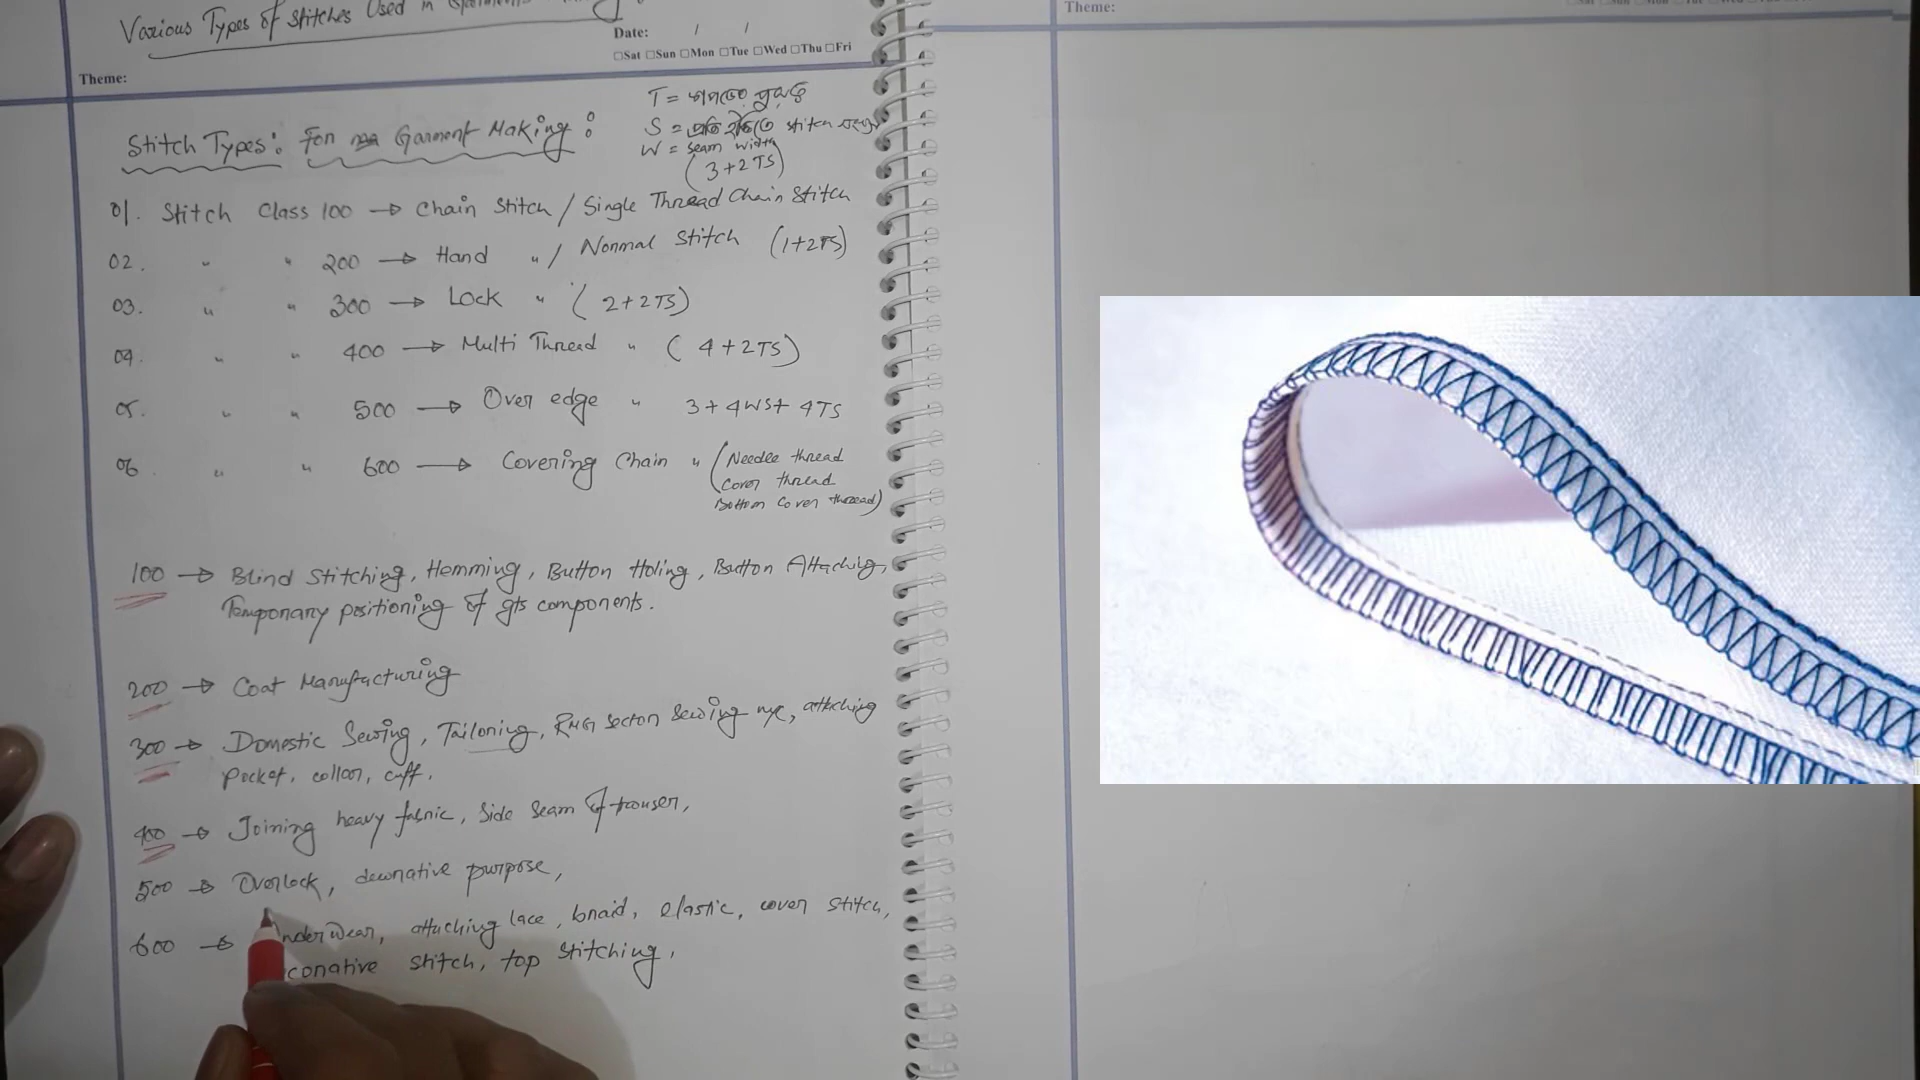 Various Types of Stitches Used in Garments
Date: / /
Sat Sun Mon Tue Wed Thu Fri
Theme:
Theme:
T = কাপড়ের পুরুত্ব
S = প্রতি ইঞ্চিতে stitch সংখ্যা
W = seam width
(3+2TS)
Stitch Types: For Garment Making:
01. Stitch Class 100 → Chain Stitch / Single Thread Chain Stitch
02. " " 200 → Hand " / Normal Stitch (1+2TS)
03. " " 300 → Lock " (2+2TS)
04. " " 400 → Multi Thread " (4+2TS)
05. " " 500 → Over edge " 3+4WS+4TS
06 " " 600 → Covering Chain " (Needle thread
Cover thread
Bottom Cover thread)
100 → Blind Stitching, Hemming, Button Holing, Button Attaching,
Temporary positioning of gts components.
200 → Coat Manufacturing
300 → Domestic Sewing, Tailoring, RMG sector Sewing m/c, attaching
Pocket, collar, cuff.
400 → Joining heavy fabric, Side Seam of trouser,
500 → Overlock, decorative purpose,
600 → nderwear, attaching lace, braid, elastic, cover stitch,
corative stitch, top stitching,